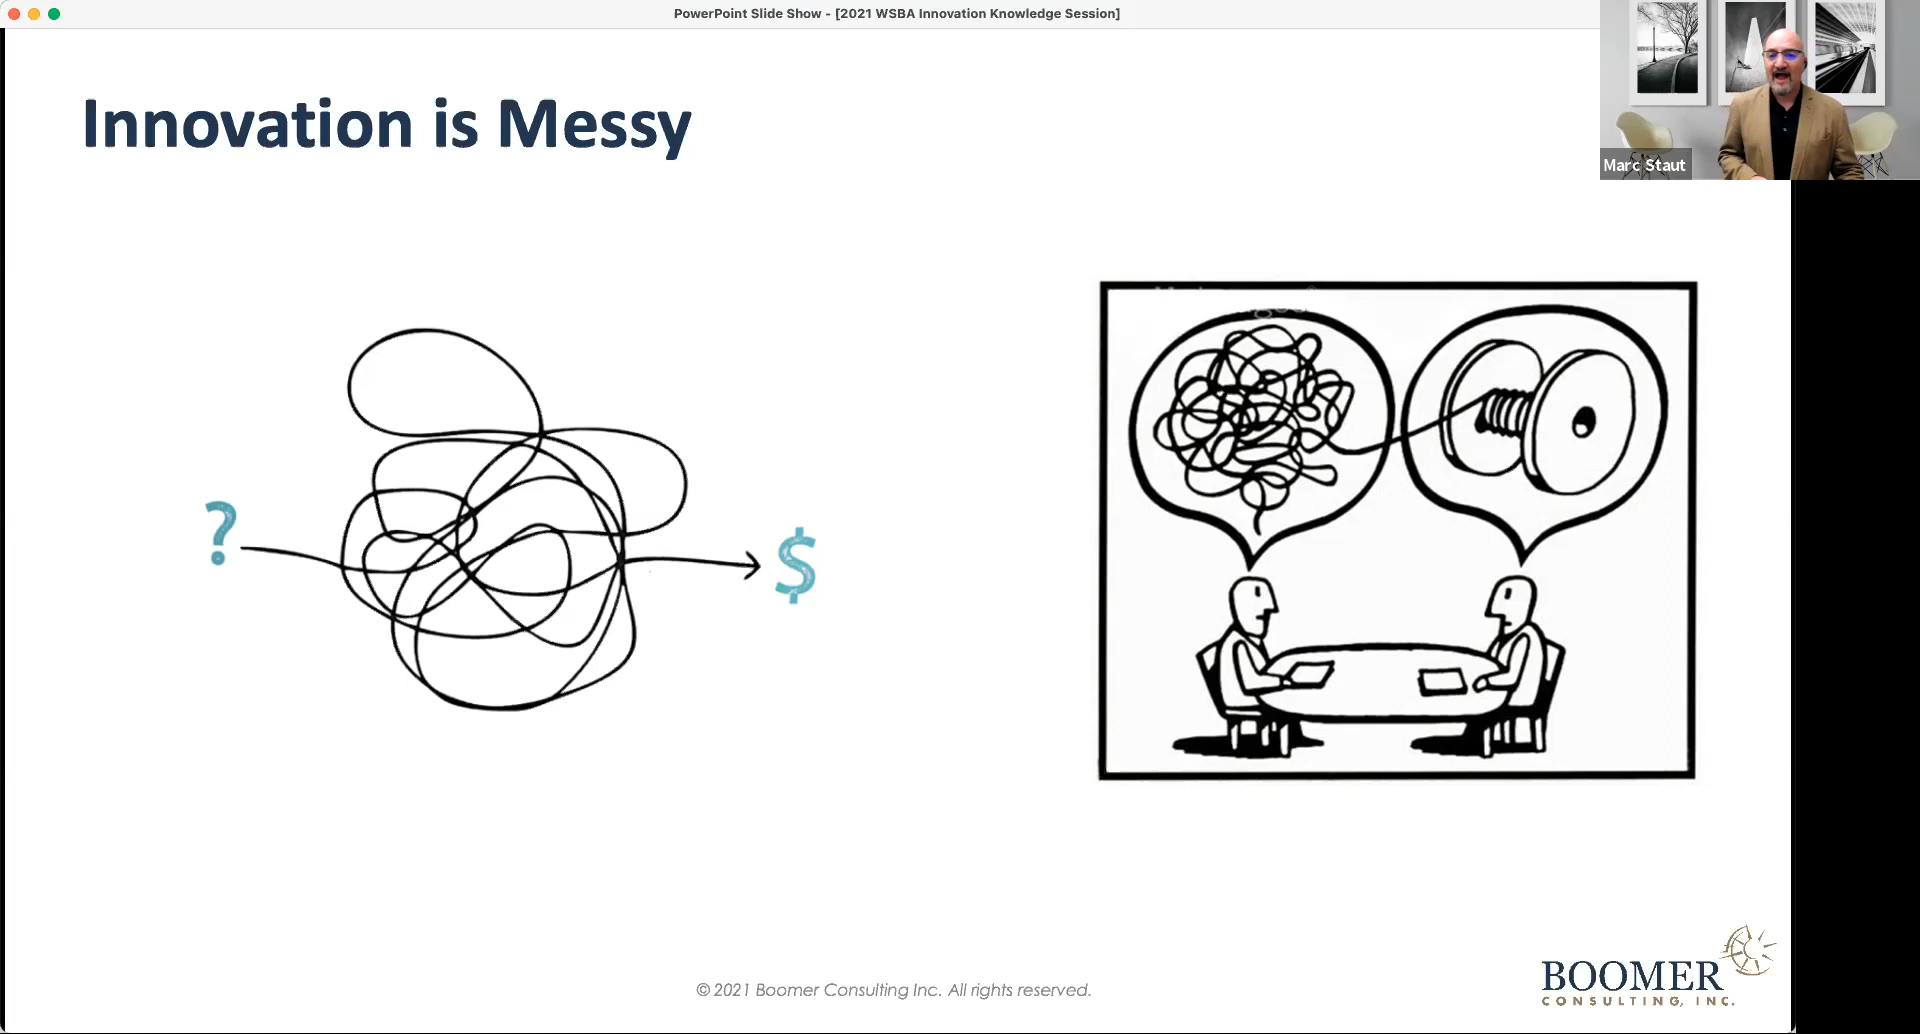 PowerPoint Slide Show - [2021 WSBA Innovation Knowledge Session]
Marc Staut
Innovation is Messy
?
$
© 2021 Boomer Consulting Inc. All rights reserved.
BOOMER
CONSULTING, INC.